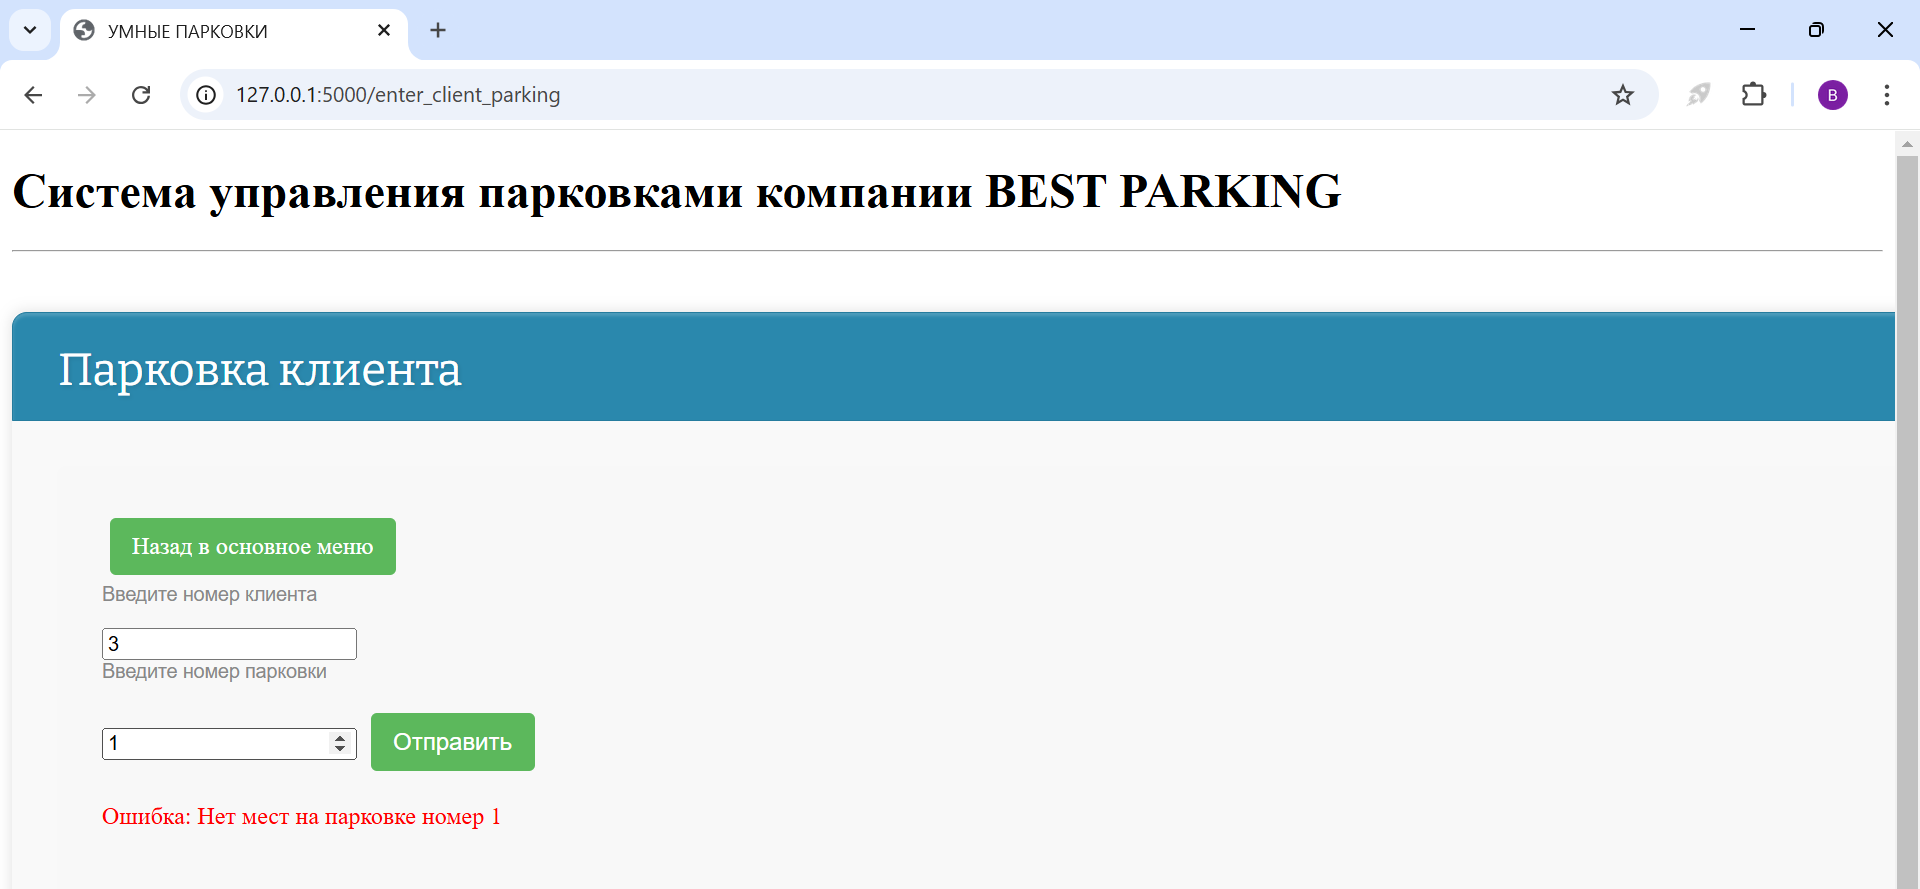 УМНЫЕ ПАРКОВКИ
127.0.0.1:5000/enter_client_parking
B
Система управления парковками компании BEST PARKING
Парковка клиента
Назад в основное меню
Введите номер клиента
3
Введите номер парковки
1 Отправить
Ошибка: Нет мест на парковке номер 1